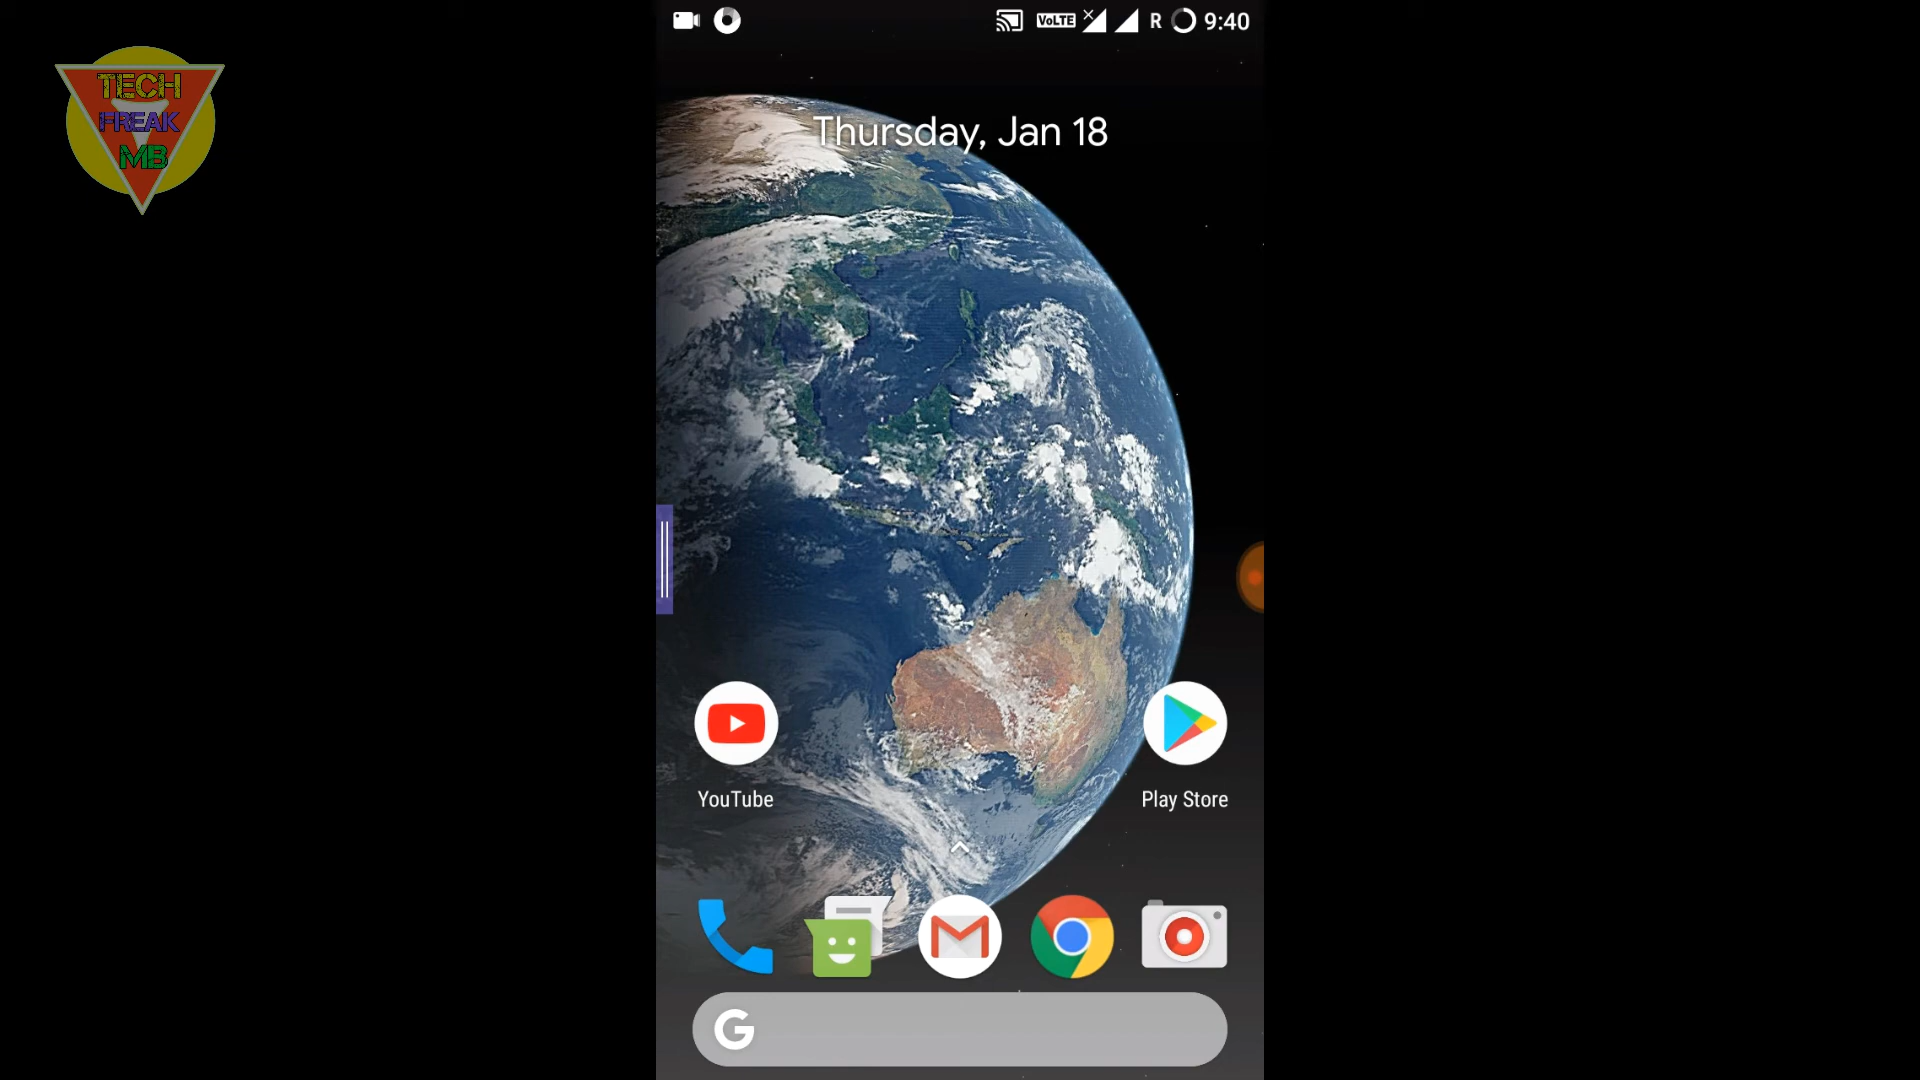 TECH
FREAK
MB
VoLTE
R
9:40
Thursday, Jan 18
YouTube
Play Store
G